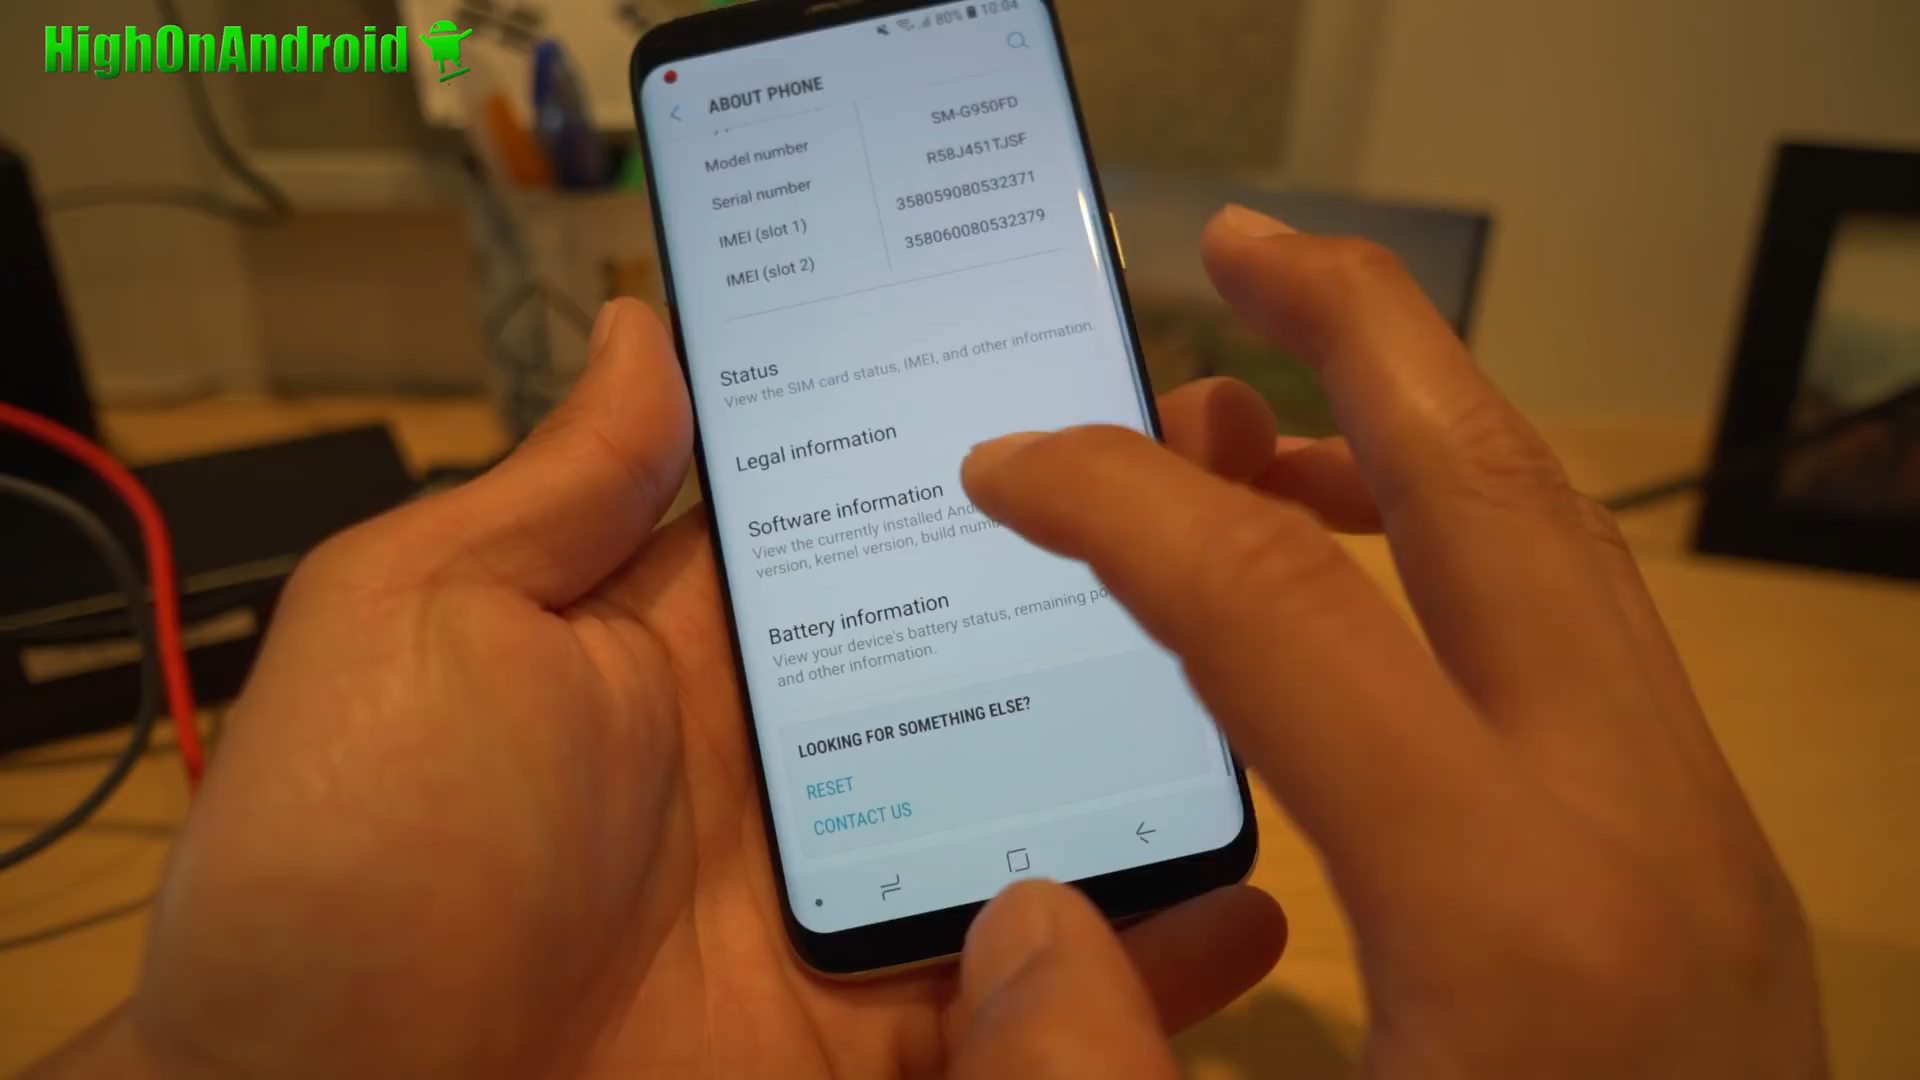 HighOnAndroid
80% 10:04
ABOUT PHONE
Model number
SM-G950FD
Serial number
R58J451TJSF
IMEI (slot 1)
358059080532371
IMEI (slot 2)
358060080532379
Status
View the SIM card status, IMEI, and other information.
Legal information
Software information
View the currently installed
version, kernel version, build
Battery information
View your device's battery status, remaining
and other information.
LOOKING FOR SOMETHING ELSE?
RESET
CONTACT US